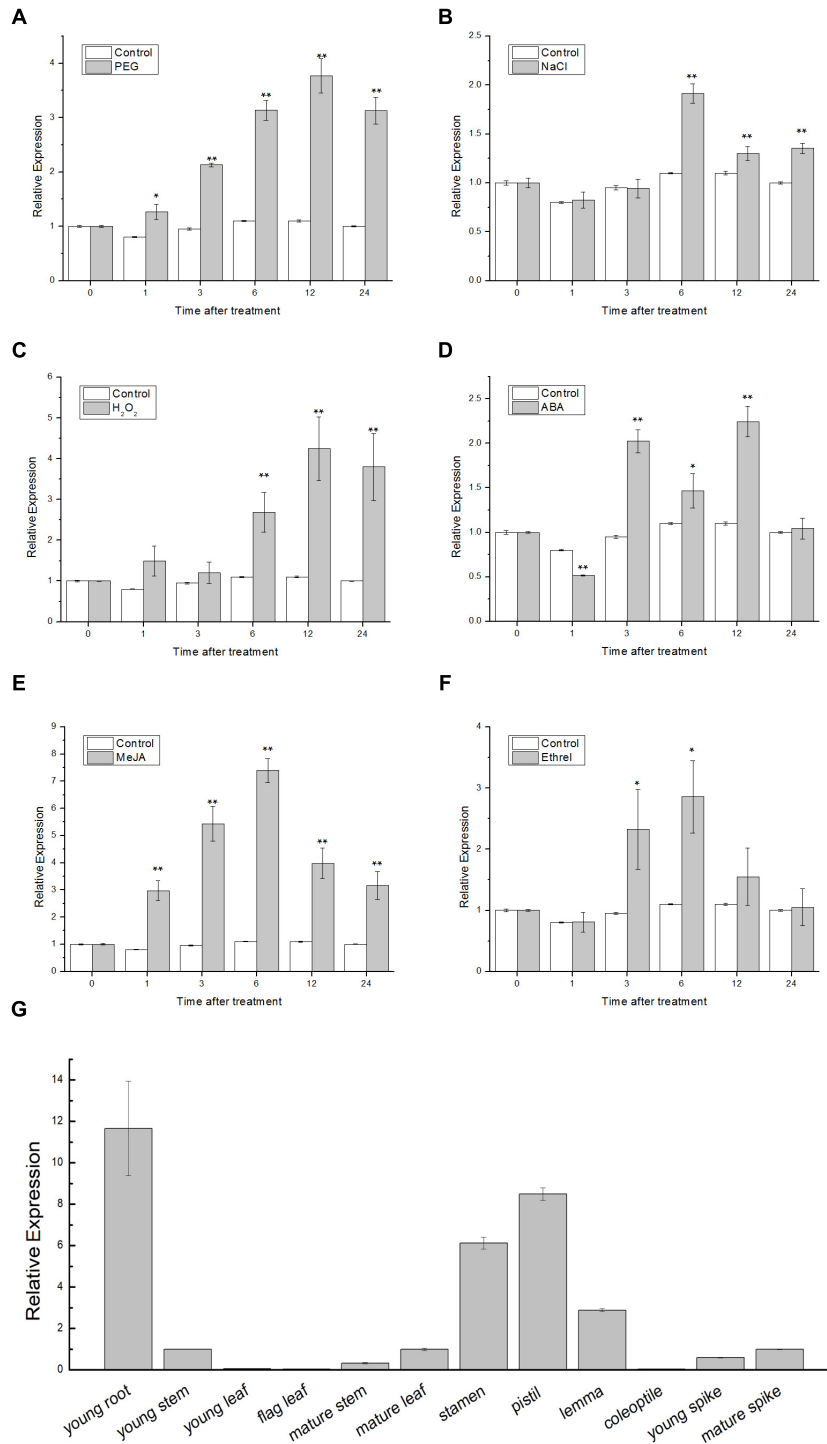 A
Control
PEG
**
**
**
**
*
4
3
2
1
0
Relative Expression
0 1 3 6 12 24
Time after treatment
B
Control
NaCl
**
**
**
2.5
2.0
1.5
1.0
0.5
0.0
Relative Expression
0 1 3 6 12 24
Time after treatment
C
Control
H2O2
**
**
**
6
5
4
3
2
1
0
Relative Expression
0 1 3 6 12 24
Time after treatment
D
Control
ABA
**
**
*
**
2.5
2.0
1.5
1.0
0.5
0.0
Relative Expression
0 1 3 6 12 24
Time after treatment
E
Control
MeJA
**
**
**
**
**
9
8
7
6
5
4
3
2
1
0
Relative Expression
0 1 3 6 12 24
Time after treatment
F
Control
Ethrel
*
*
4
3
2
1
0
Relative Expression
0 1 3 6 12 24
Time after treatment
G
14
12
10
8
6
4
2
0
Relative Expression
young root
young stem
young leaf
flag leaf
mature stem
mature leaf
stamen
pistil
lemma
coleoptile
young spike
mature spike